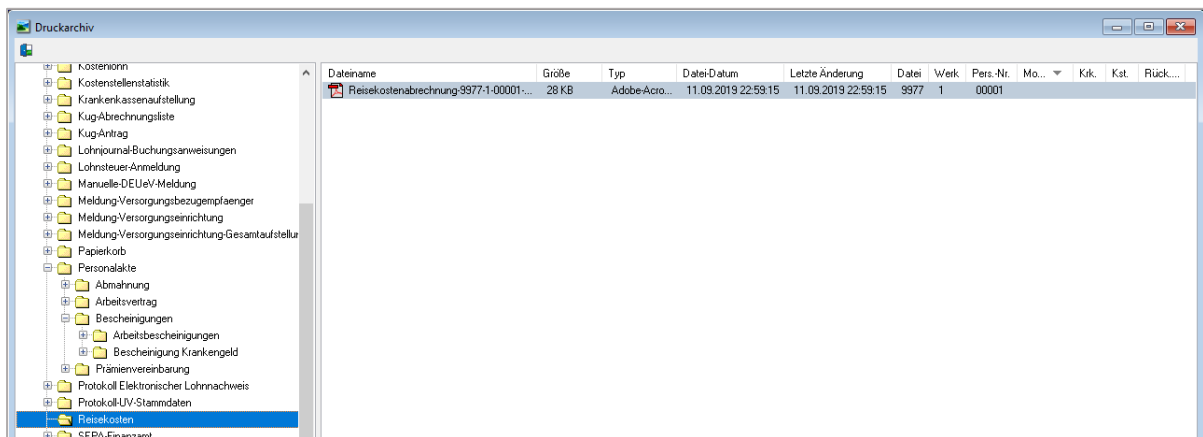 Druckarchiv
Kostenlohn
Kostenstellenstatistik
Krankenkassenaufstellung
Kug-Abrechnungsliste
Kug-Antrag
Lohnjournal-Buchungsanweisungen
Lohnsteuer-Anmeldung
Manuelle-DEUeV-Meldung
Meldung-Versorgungsbezugempfaenger
Meldung-Versorgungseinrichtung
Meldung-Versorgungseinrichtung-Gesamtaufstellur
Papierkorb
Personalakte
Abmahnung
Arbeitsvertrag
Bescheinigungen
Arbeitsbescheinigungen
Bescheinigung Krankengeld
Prämienvereinbarung
Protokoll Elektronischer Lohnnachweis
Protokoll-UV-Stammdaten
Reisekosten
SEPA-Finanzamt
Dateiname Größe Typ Datei-Datum Letzte Änderung Datei Werk Pers.-Nr. Mo... Krk. Kst. Rück....
Reisekostenabrechnung-9977-1-00001-... 28 KB Adobe-Acro... 11.09.2019 22:59:15 11.09.2019 22:59:15 9977 1 00001